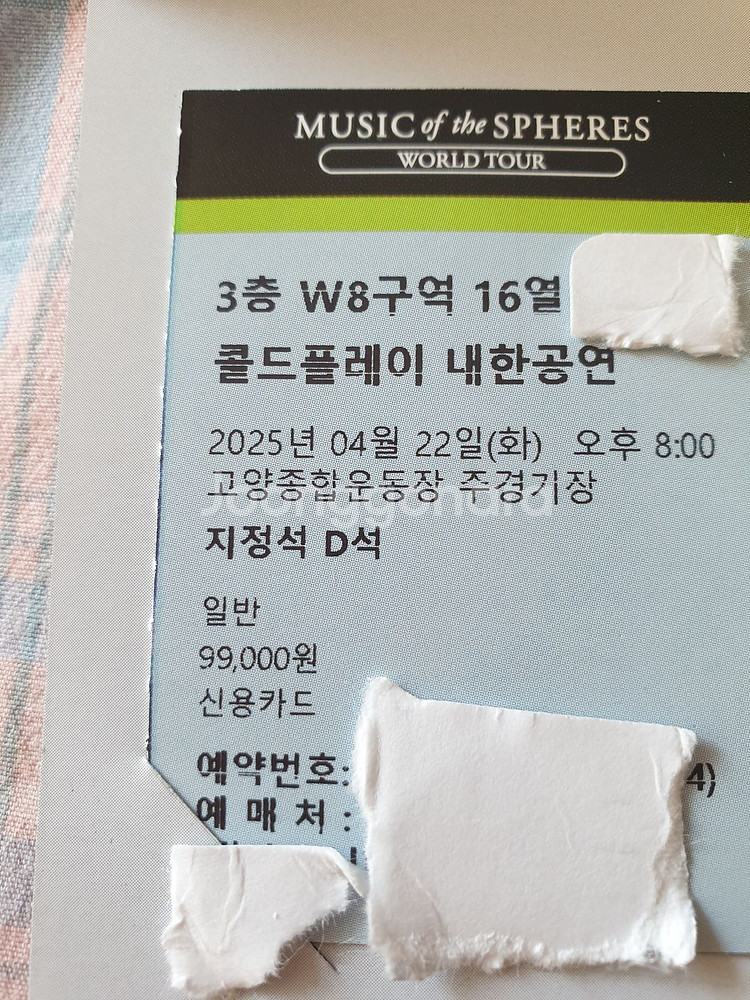 MUSIC of the SPHERES
WORLD TOUR
3층 W8구역 16열
콜드플레이 내한공연
2025년 04월 22일(화) 오후 8:00
고양종합운동장 주경기장
Joonggonara
지정석 D석
일반
99,000원
신용카드
예약번호: 4)
예 매 처 :